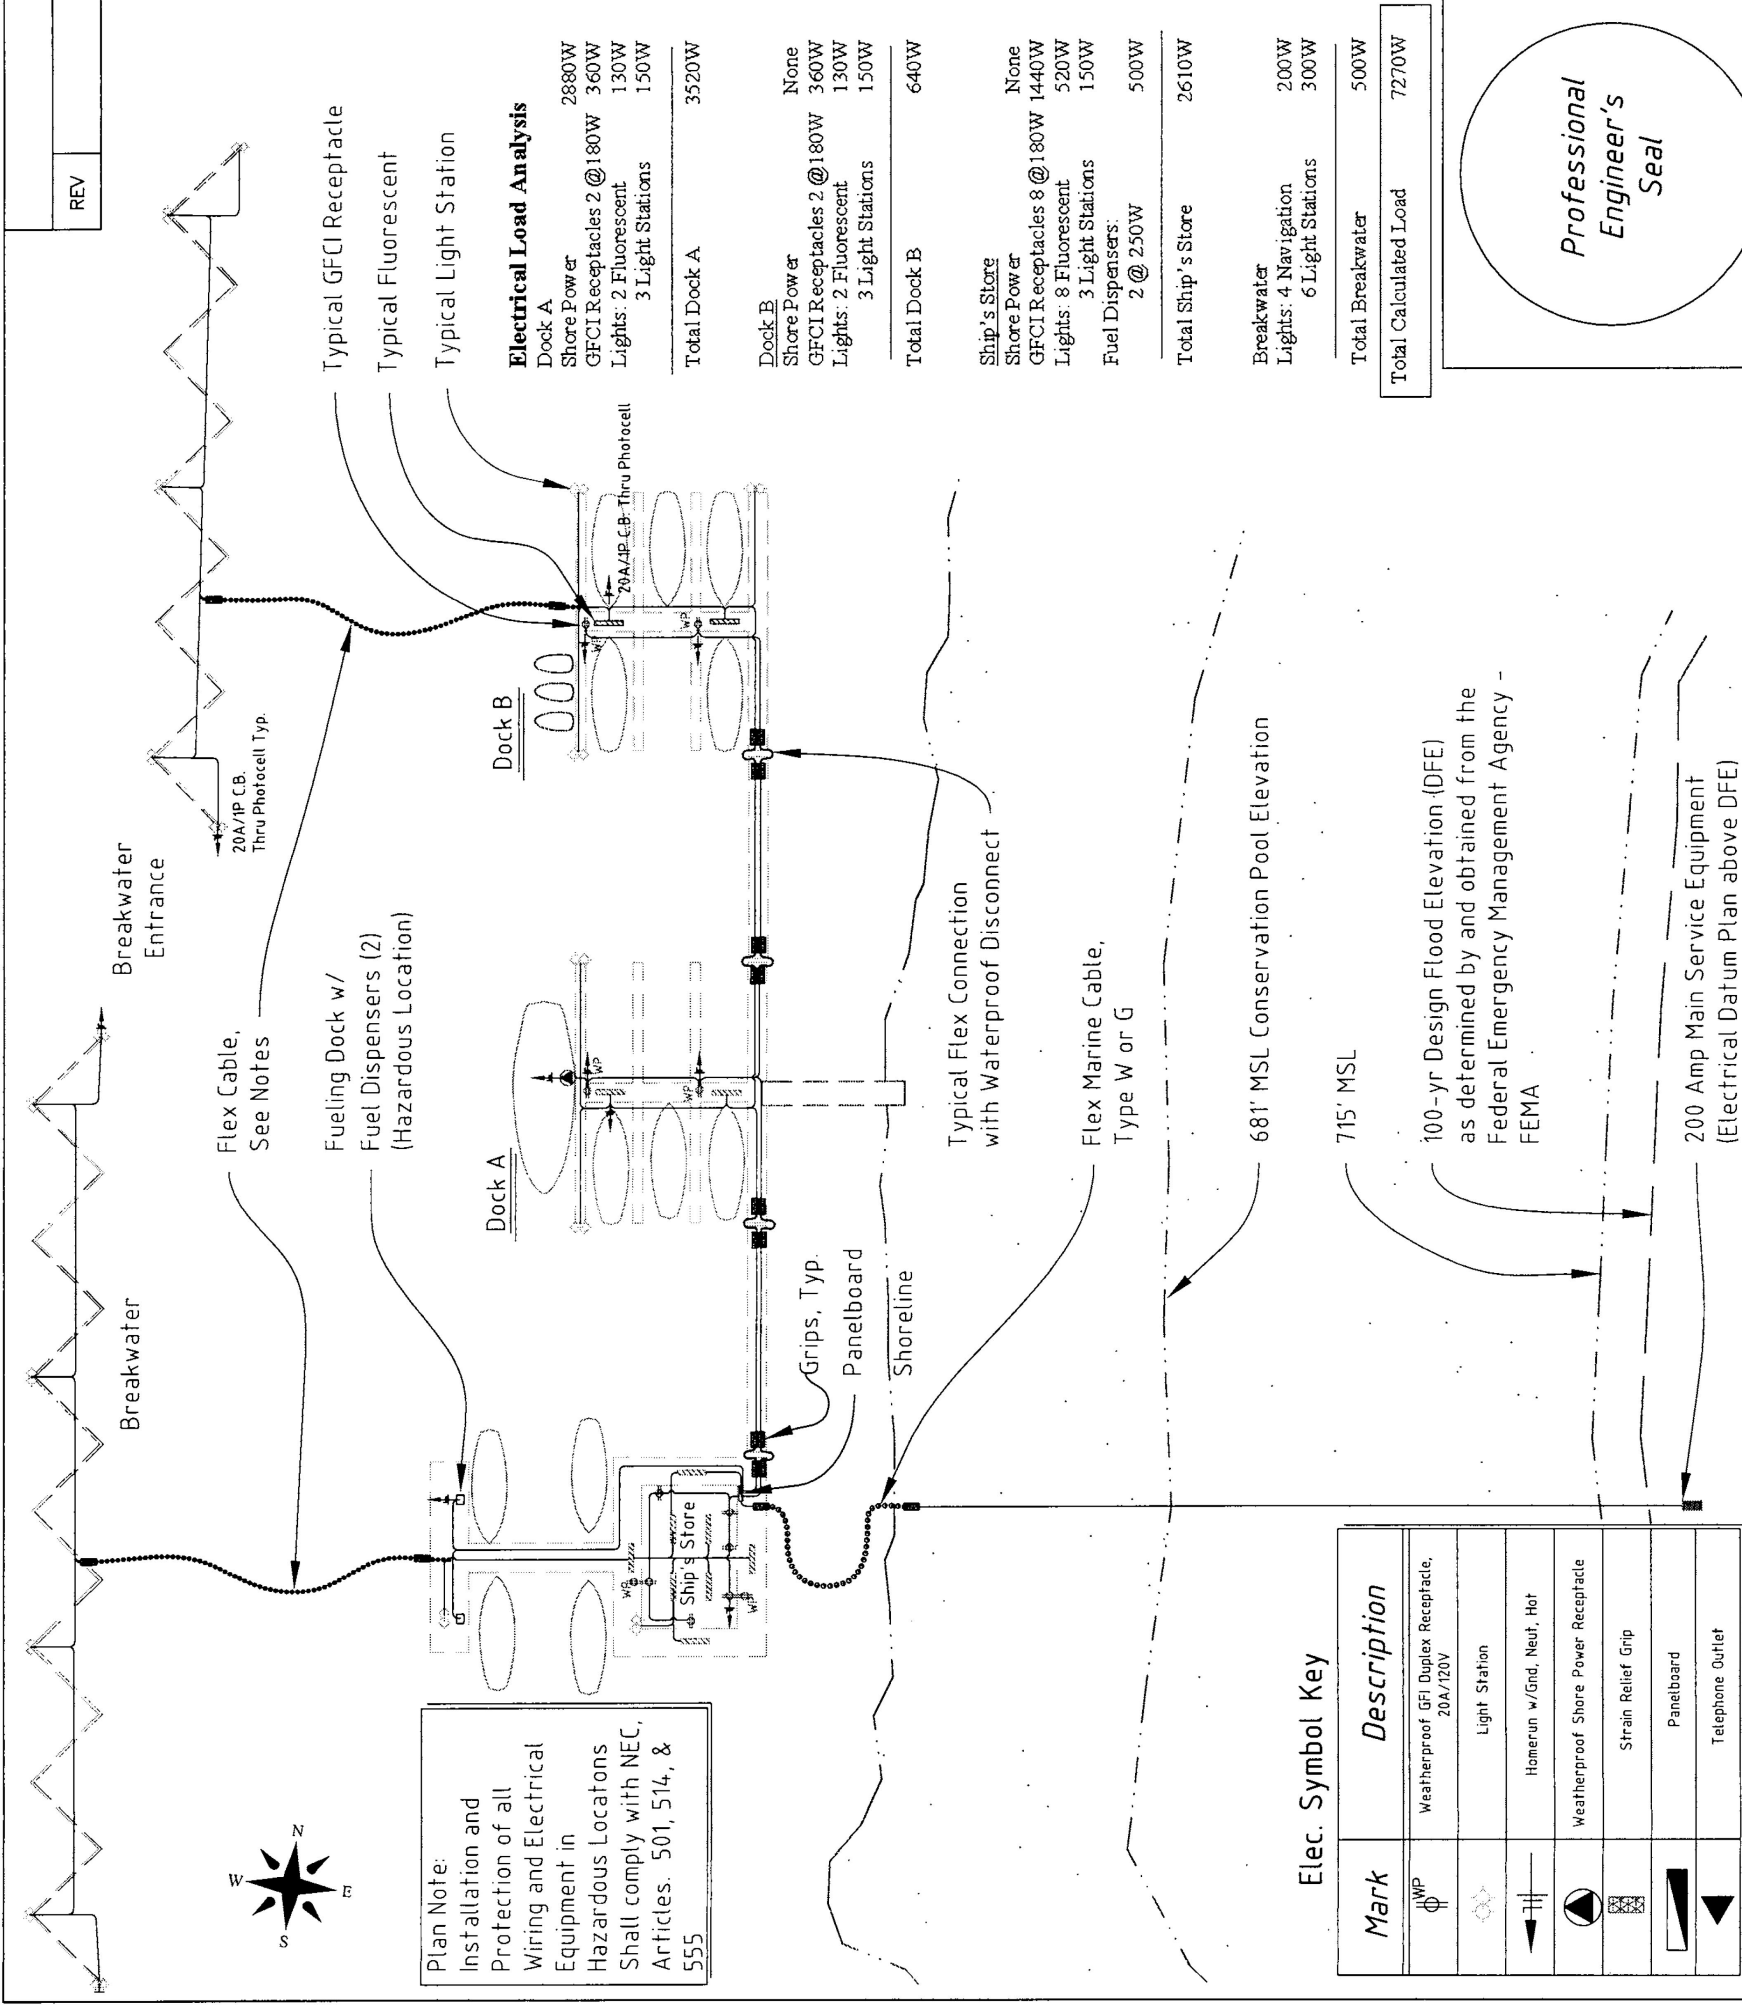 REV
Breakwater
Entrance
Breakwater
20A/1P C.B.
Thru Photocell Typ.
Flex Cable,
See Notes
Fueling Dock w/
Fuel Dispensers (2)
(Hazardous Location)
Typical GFCI Receptacle
Typical Fluorescent
Typical Light Station
20A/1P C.B. Thru Photocell
Dock B
WP
WP
Dock A
WP
WP
Ship's Store
WP
WP
Grips, Typ.
Panelboard
Shoreline
Typical Flex Connection
with Waterproof Disconnect
Flex Marine Cable,
Type W or G
681' MSL Conservation Pool Elevation
715' MSL
100-yr Design Flood Elevation (DFE)
as determined by and obtained from the
Federal Emergency Management Agency -
FEMA
200 Amp Main Service Equipment
(Electrical Datum Plan above DFE)
Electrical Load Analysis
Dock A
Shore Power 2880W
GFCI Receptacles 2 @180W 360W
Lights: 2 Fluorescent 130W
3 Light Stations 150W
Total Dock A 3520W
Dock B
Shore Power None
GFCI Receptacles 2 @180W 360W
Lights: 2 Fluorescent 130W
3 Light Stations 150W
Total Dock B 640W
Ship's Store
Shore Power None
GFCI Receptacles 8 @180W 1440W
Lights: 8 Fluorescent 520W
3 Light Stations 150W
Fuel Dispensers:
2 @ 250W 500W
Total Ship's Store 2610W
Breakwater
Lights: 4 Navigation 200W
6 Light Stations 300W
Total Breakwater 500W
Total Calculated Load 7270W
Professional
Engineer's
Seal
N
W
E
S
Plan Note:
Installation and
Protection of all
Wiring and Electrical
Equipment in
Hazardous Locatons
Shall comply with NEC,
Articles. 501, 514, &
555
Elec. Symbol Key
Mark Description
WP Weatherproof GFI Duplex Receptacle,
20A/120V
Light Station
Homerun w/Gnd, Neut, Hot
Weatherproof Shore Power Receptacle
Strain Relief Grip
Panelboard
Telephone Outlet